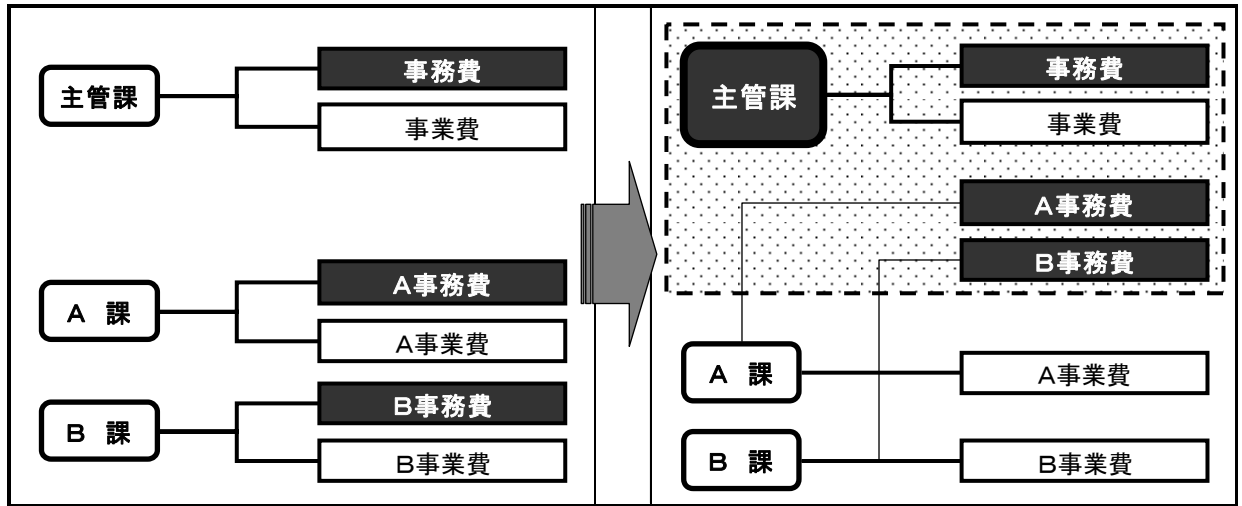 主管課
事務費
事業費
A 課
A事務費
A事業費
B 課
B事務費
B事業費
主管課
事務費
事業費
A事務費
B事務費
A 課
A事業費
B 課
B事業費